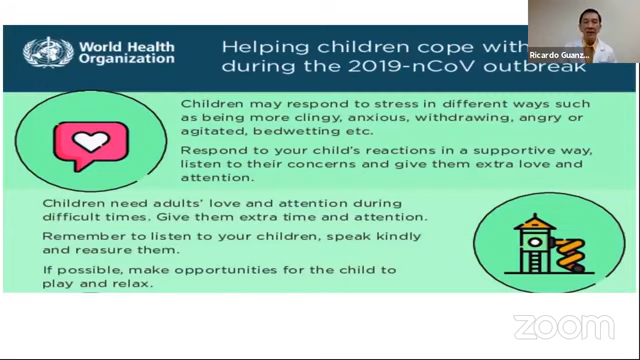 World Health
Organization
Helping children cope with
during the 2019-nCoV outbreak
Ricardo Guanz...
Children may respond to stress in different ways such
as being more clingy, anxious, withdrawing, angry or
agitated, bedwetting etc.
Respond to your child's reactions in a supportive way,
listen to their concerns and give them extra love and
attention.
Children need adults' love and attention during
difficult times. Give them extra time and attention.
Remember to listen to your children, speak kindly
and reasure them.
If possible, make opportunities for the child to
play and relax.
zoom